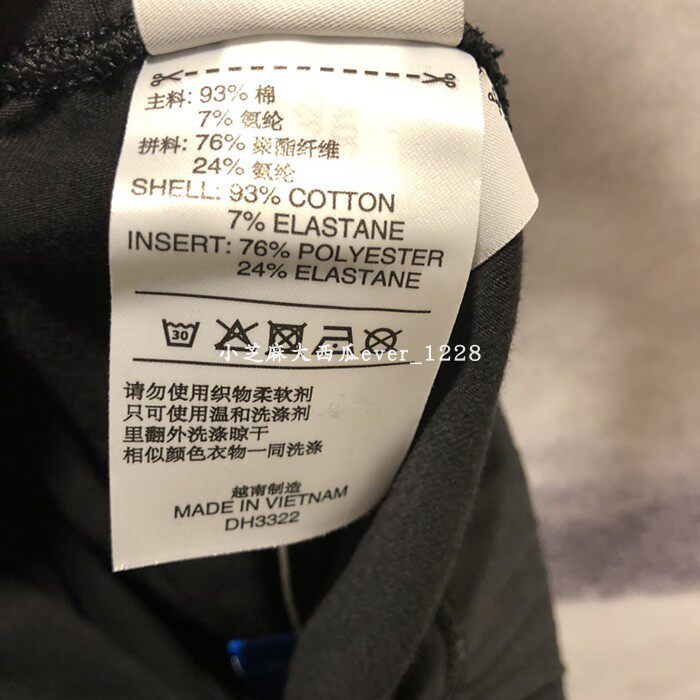 主料: 93% 棉
7% 氨纶
拼料: 76% 聚酯纤维
24% 氨纶
SHELL: 93% COTTON
7% ELASTANE
INSERT: 76% POLYESTER
24% ELASTANE
30
小芝麻大西瓜ever_1228
请勿使用织物柔软剂
只可使用温和洗涤剂
里翻外洗涤晾干
相似颜色衣物一同洗涤
越南制造
MADE IN VIETNAM
DH3322